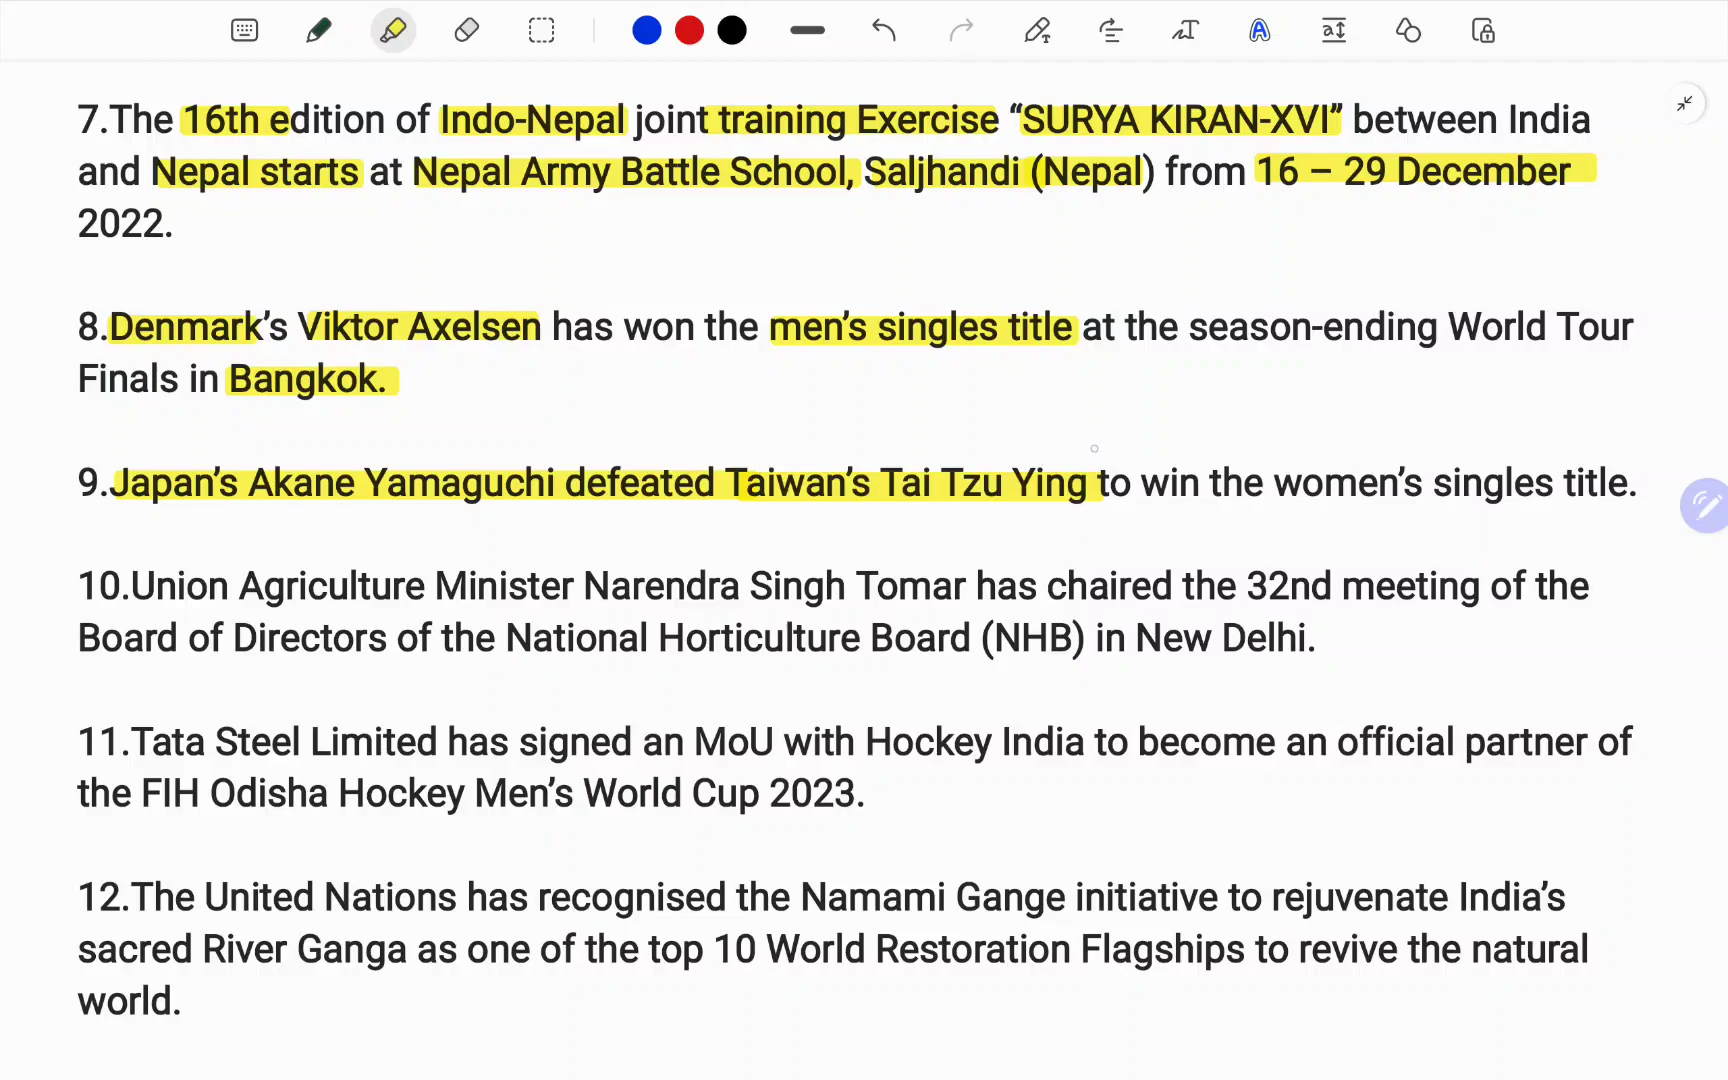 7.The 16th edition of Indo-Nepal joint training Exercise “SURYA KIRAN-XVI” between India
and Nepal starts at Nepal Army Battle School, Saljhandi (Nepal) from 16 – 29 December
2022.
8.Denmark’s Viktor Axelsen has won the men’s singles title at the season-ending World Tour
Finals in Bangkok.
9.Japan’s Akane Yamaguchi defeated Taiwan’s Tai Tzu Ying to win the women’s singles title.
10.Union Agriculture Minister Narendra Singh Tomar has chaired the 32nd meeting of the
Board of Directors of the National Horticulture Board (NHB) in New Delhi.
11.Tata Steel Limited has signed an MoU with Hockey India to become an official partner of
the FIH Odisha Hockey Men’s World Cup 2023.
12.The United Nations has recognised the Namami Gange initiative to rejuvenate India’s
sacred River Ganga as one of the top 10 World Restoration Flagships to revive the natural
world.